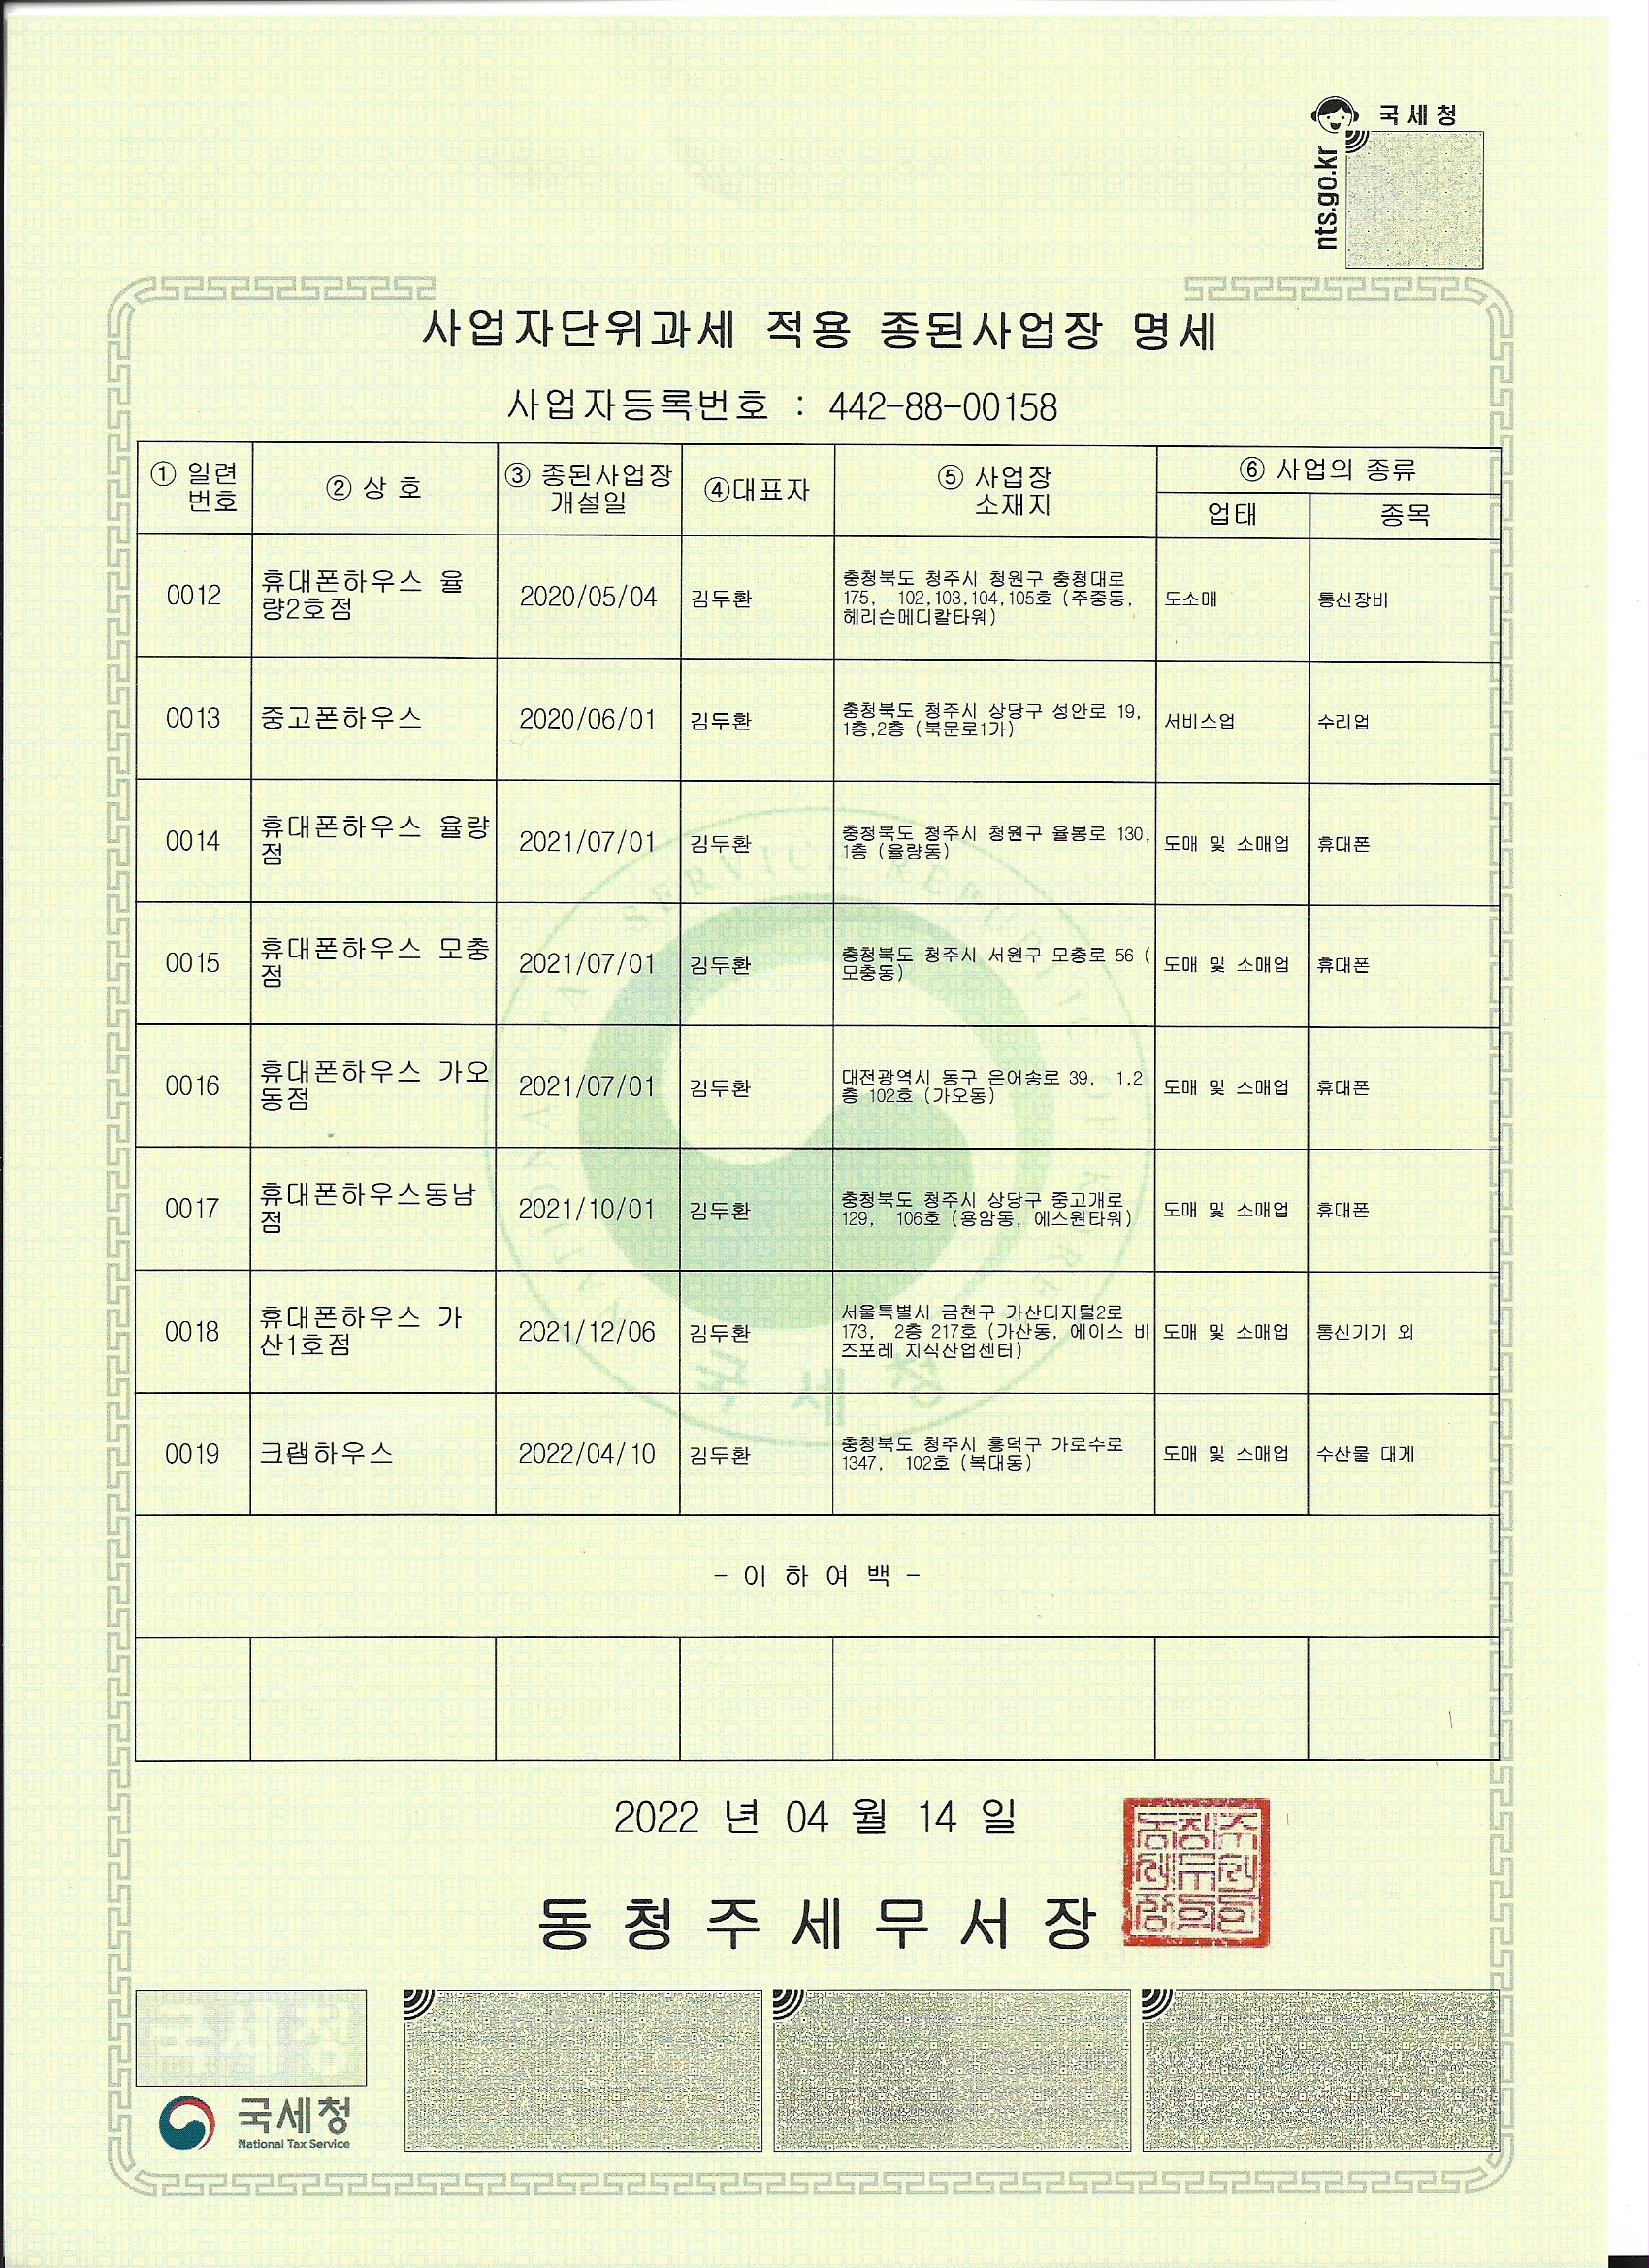 국세청
nts.go.kr
사업자단위과세 적용 종된사업장 명세
사업자등록번호 : 442-88-00158
① 일련
번호
② 상 호
③ 종된사업장
개설일
④대표자
⑤ 사업장
소재지
⑥ 사업의 종류
업태
종목
0012
휴대폰하우스 율
량2호점
2020/05/04
김두환
충청북도 청주시 청원구 충청대로
175, 102,103,104,105호 (주중동,
헤리슨메디칼타워)
도소매
통신장비
0013
중고폰하우스
2020/06/01
김두환
충청북도 청주시 상당구 성안로 19,
1층,2층 (북문로1가)
서비스업
수리업
0014
휴대폰하우스 율량
점
2021/07/01
김두환
충청북도 청주시 청원구 율봉로 130,
1층 (율량동)
도매 및 소매업
휴대폰
0015
휴대폰하우스 모충
점
2021/07/01
김두환
충청북도 청주시 서원구 모충로 56 (
모충동)
도매 및 소매업
휴대폰
0016
휴대폰하우스 가오
동점
2021/07/01
김두환
대전광역시 동구 은어송로 39, 1,2
층 102호 (가오동)
도매 및 소매업
휴대폰
0017
휴대폰하우스동남
점
2021/10/01
김두환
충청북도 청주시 상당구 중고개로
129, 106호 (용암동, 에스원타워)
도매 및 소매업
휴대폰
0018
휴대폰하우스 가
산1호점
2021/12/06
김두환
서울특별시 금천구 가산디지털2로
173, 2층 217호 (가산동, 에이스 비
즈포레 지식산업센터)
도매 및 소매업
통신기기 외
0019
크램하우스
2022/04/10
김두환
충청북도 청주시 흥덕구 가로수로
1347, 102호 (복대동)
도매 및 소매업
수산물 대게
- 이 하 여 백 -
2022 년 04 월 14 일
동청주세무서장
국세청
국세청
National Tax Service